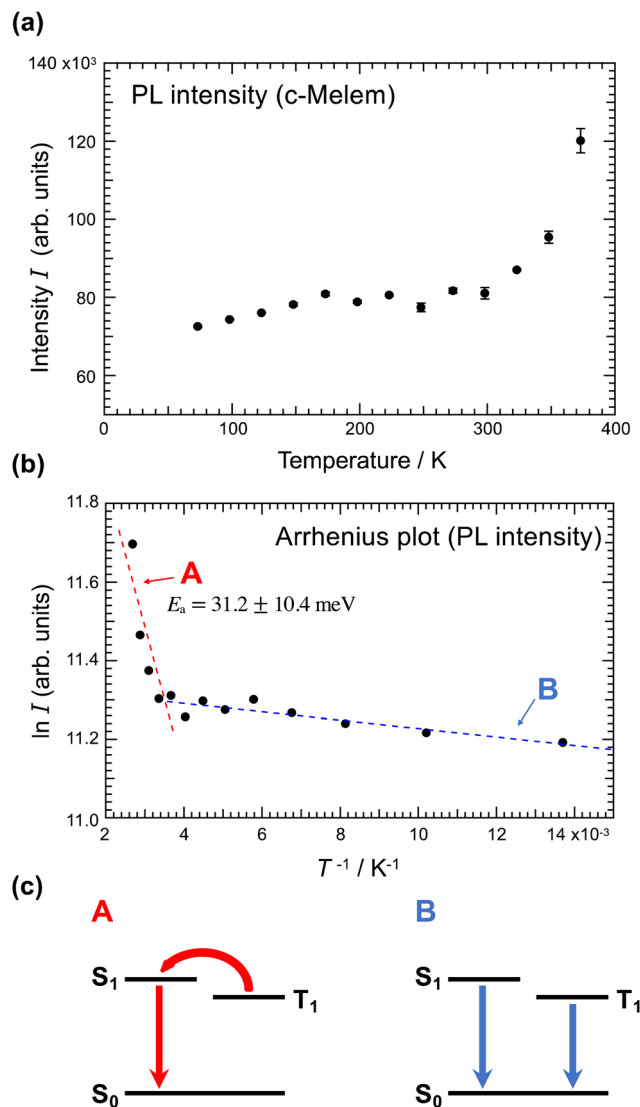 (a)
140 x10³
120
100
80
60
0
100
200
300
400
PL intensity (c-Melem)
Intensity I (arb. units)
Temperature / K
(b)
11.8
11.6
11.4
11.2
11.0
2
4
6
8
10
12
14 x10⁻³
Arrhenius plot (PL intensity)
A
Eₐ = 31.2 ± 10.4 meV
B
ln I (arb. units)
T ⁻¹ / K⁻¹
(c)
A
B
S₁
T₁
S₀
S₁
T₁
S₀